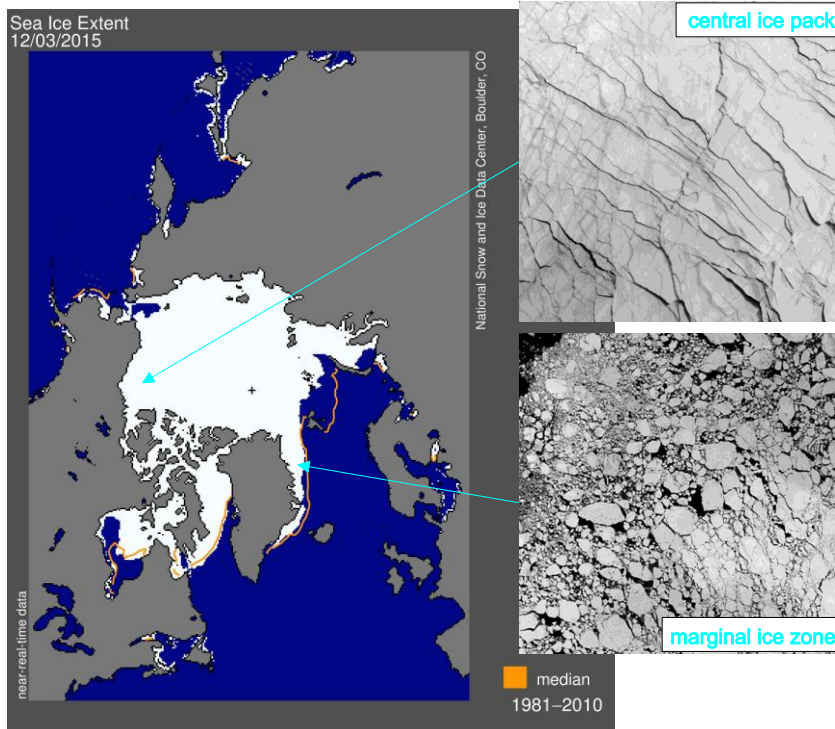 Sea Ice Extent
12/03/2015
central ice pack
National Snow and Ice Data Center, Boulder, CO
near-real-time data
marginal ice zone
median
1981–2010